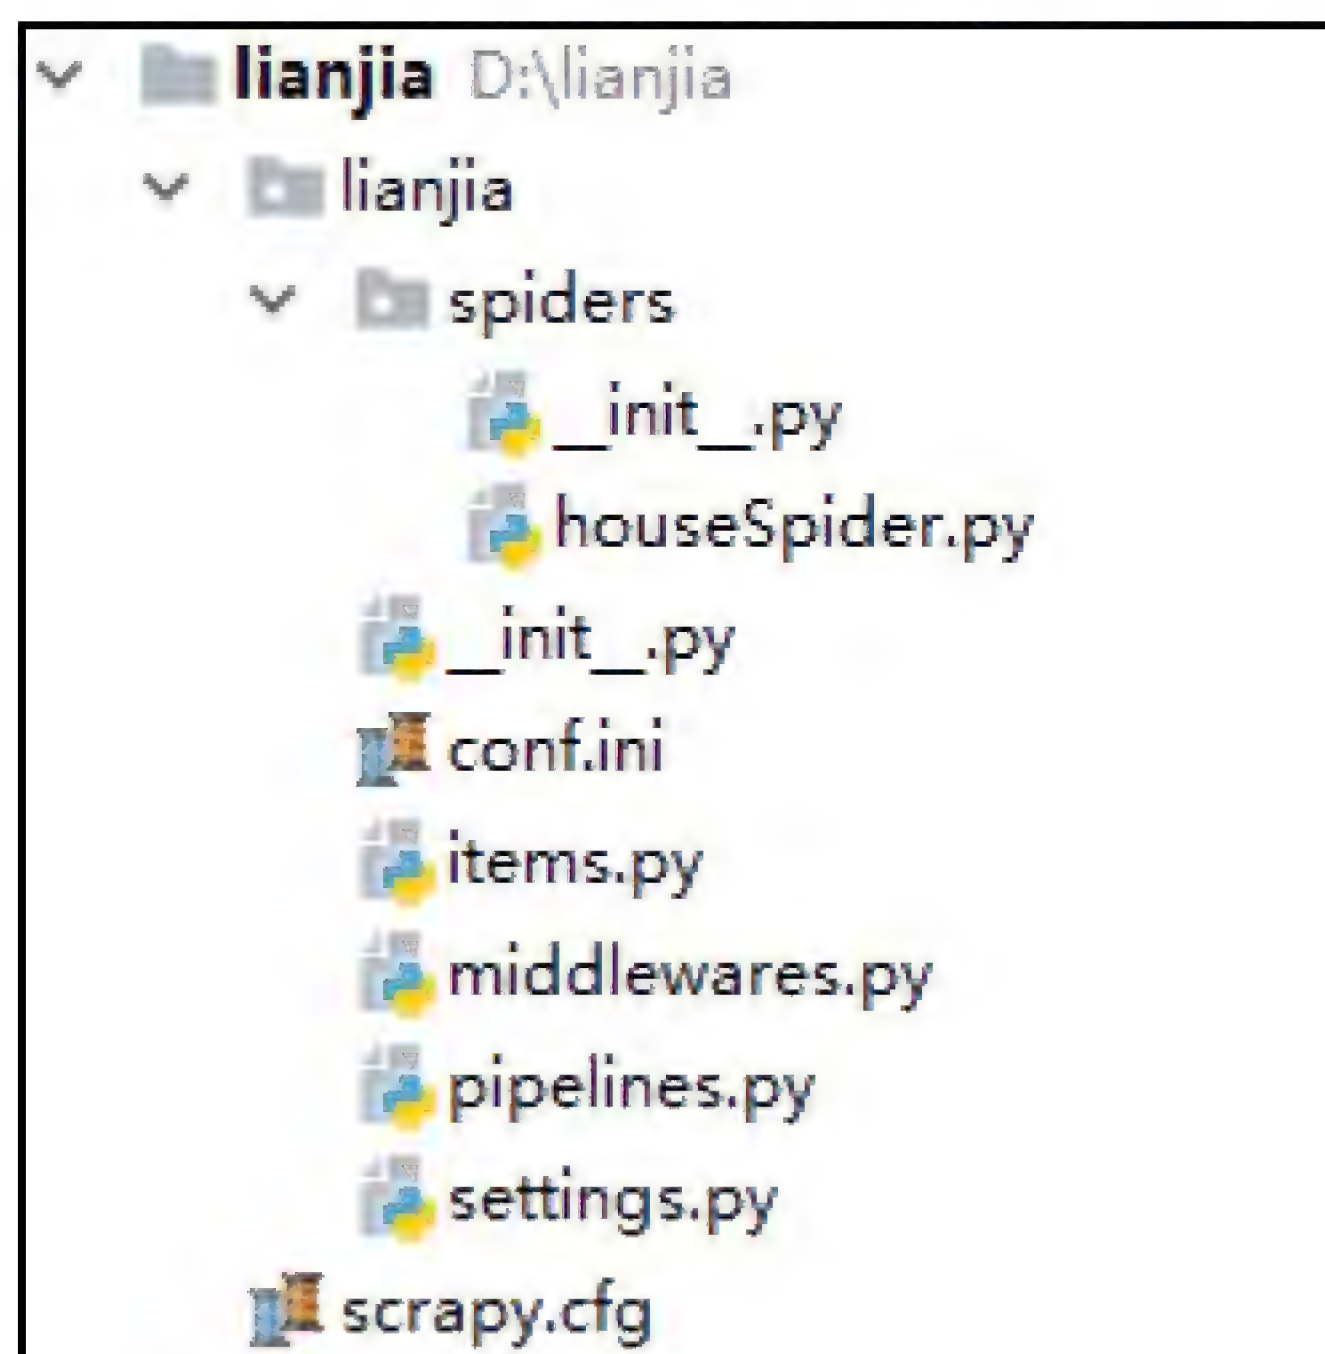 lianjia D:\lianjia
lianjia
spiders
__init__.py
houseSpider.py
__init__.py
conf.ini
items.py
middlewares.py
pipelines.py
settings.py
scrapy.cfg